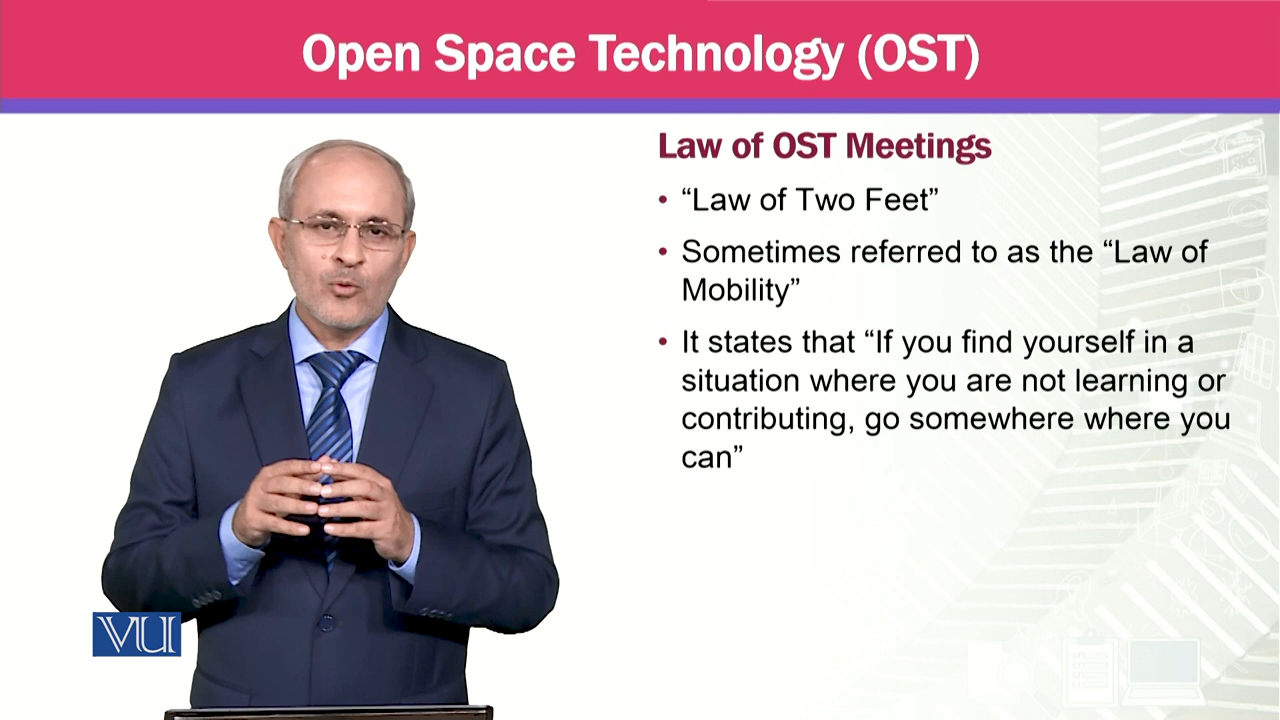 Open Space Technology (OST)
Law of OST Meetings
• “Law of Two Feet”
• Sometimes referred to as the “Law of
Mobility”
• It states that “If you find yourself in a
situation where you are not learning or
contributing, go somewhere where you
can”
VU